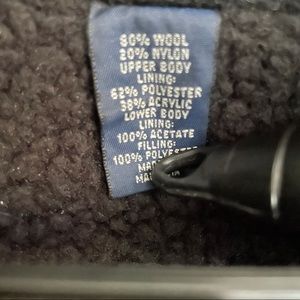 80% WOOL
20% NYLON
UPPER BODY
LINING:
62% POLYESTER
38% ACRYLIC
LOWER BODY
LINING:
100% ACETATE
FILLING:
100% POLYESTER